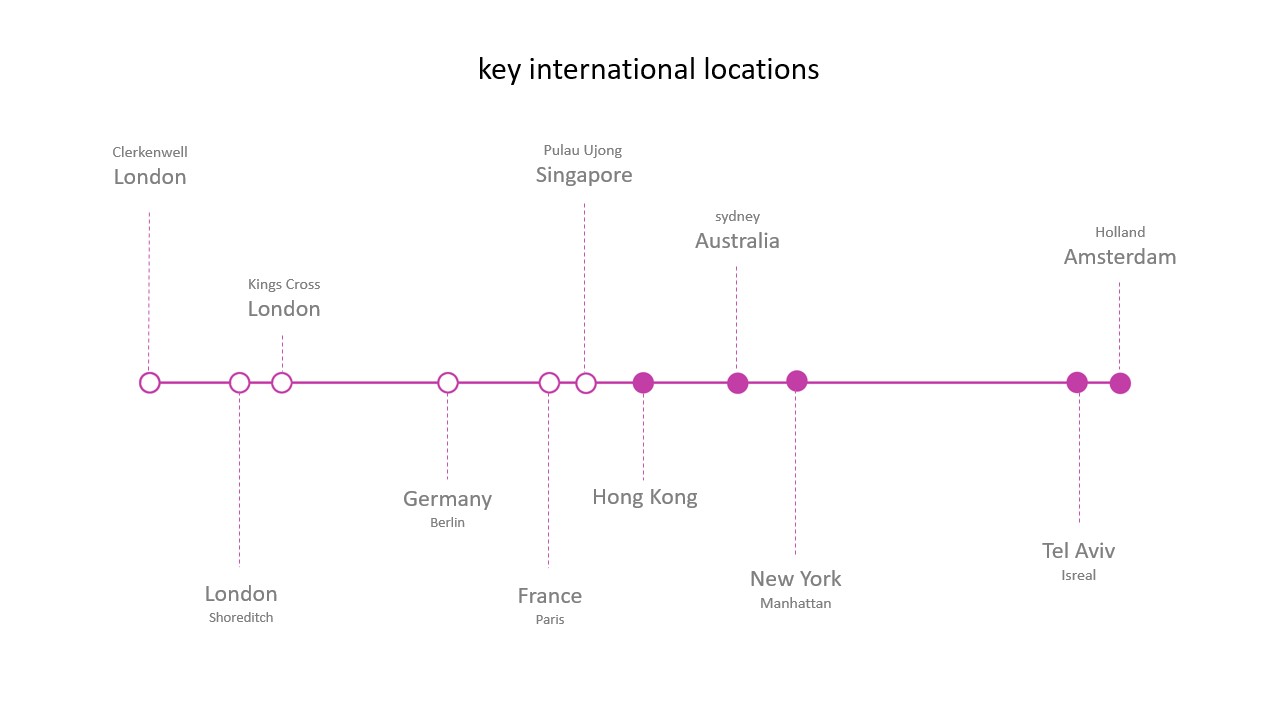 key international locations
Clerkenwell
London
Pulau Ujong
Singapore
sydney
Australia
Holland
Amsterdam
Kings Cross
London
Germany
Berlin
Hong Kong
Tel Aviv
Isreal
New York
Manhattan
London
Shoreditch
France
Paris